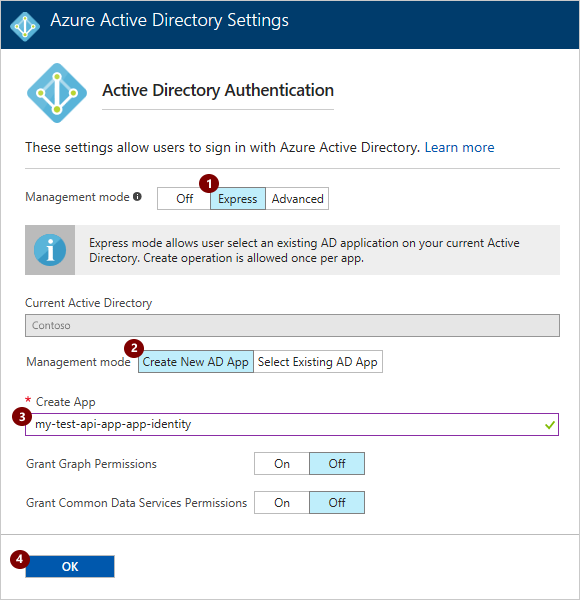 Azure Active Directory Settings
Active Directory Authentication
These settings allow users to sign in with Azure Active Directory. Learn more
1
Management mode Off Express Advanced
Express mode allows user select an existing AD application on your current Active
Directory. Create operation is allowed once per app.
Current Active Directory
Contoso
2
Management mode Create New AD App Select Existing AD App
* Create App
3 my-test-api-app-app-identity
Grant Graph Permissions On Off
Grant Common Data Services Permissions On Off
4 OK